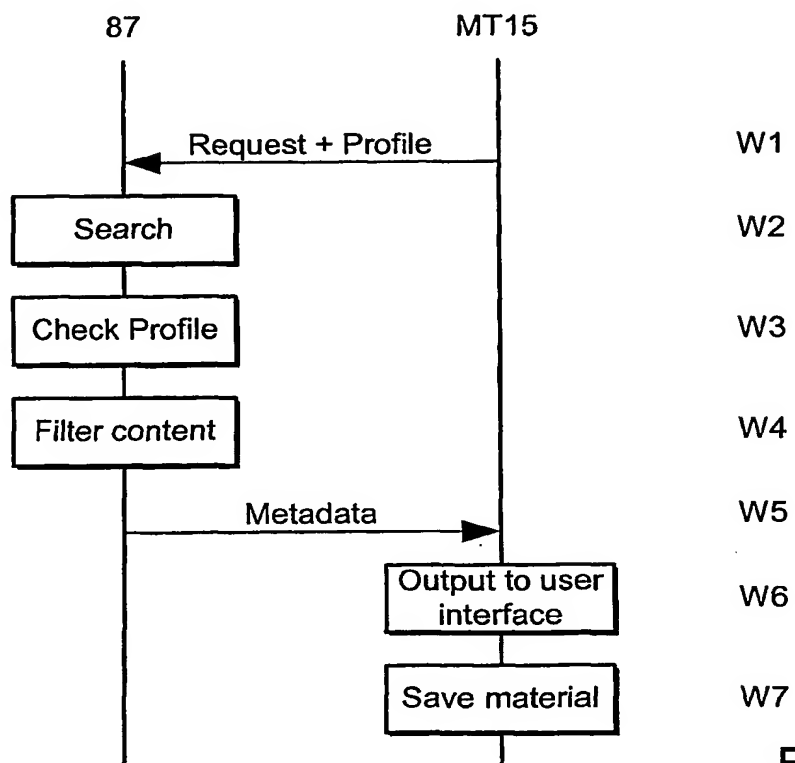 87 MT15
Request + Profile W1
Search W2
Check Profile W3
Filter content W4
Metadata W5
Output to user
interface W6
Save material W7